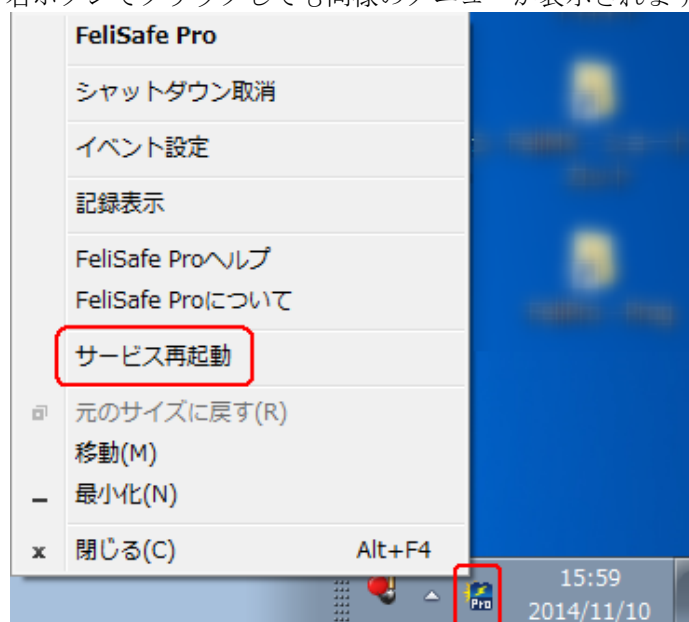 右ボタンでクリックしても同様のメニューが表示されます
FeliSafe Pro
シャットダウン取消
イベント設定
記録表示
FeliSafe Proヘルプ
FeliSafe Proについて
サービス再起動
元のサイズに戻す(R)
移動(M)
最小化(N)
閉じる(C) Alt+F4
Pro
15:59
2014/11/10